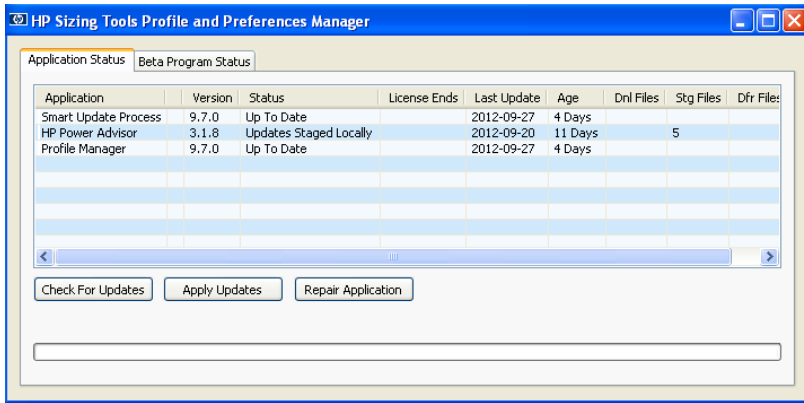 HP Sizing Tools Profile and Preferences Manager
Application Status Beta Program Status
Application Version Status License Ends Last Update Age Dnl Files Stg Files Dfr Files
Smart Update Process 9.7.0 Up To Date 2012-09-27 4 Days
HP Power Advisor 3.1.8 Updates Staged Locally 2012-09-20 11 Days 5
Profile Manager 9.7.0 Up To Date 2012-09-27 4 Days
Check For Updates Apply Updates Repair Application